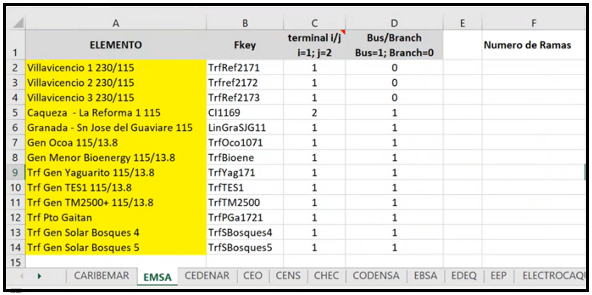 A B C D E F
1 ELEMENTO Fkey terminal i/j i=1; j=2 Bus/Branch Bus=1; Branch=0 Numero de Ramas
2 Villavicencio 1 230/115 TrfRef2171 1 0
3 Villavicencio 2 230/115 Trfref2172 1 0
4 Villavicencio 3 230/115 TrfRef2173 1 0
5 Caqueza - La Reforma 1 115 CI1169 2 1
6 Granada - Sn Jose del Guaviare 115 LinGraSJG11 1 1
7 Gen Ocoa 115/13.8 TrfOco1071 1 1
8 Gen Menor Bioenergy 115/13.8 TrfBioene 1 1
9 Trf Gen Yaguarito 115/13.8 TrfYag171 1 1
10 Trf Gen TES1 115/13.8 TrfTES1 1 1
11 Trf Gen TM2500+ 115/13.8 TrfTM2500 1 1
12 Trf Pto Gaitan TrfPGa1721 1 1
13 Trf Gen Solar Bosques 4 TrfSBosques4 1 1
14 Trf Gen Solar Bosques 5 TrfSBosques5 1 1
15
CARIBEMAR EMSA CEDENAR CEO CENS CHEC CODENSA EBSA EDEQ EEP ELECTROCAQU